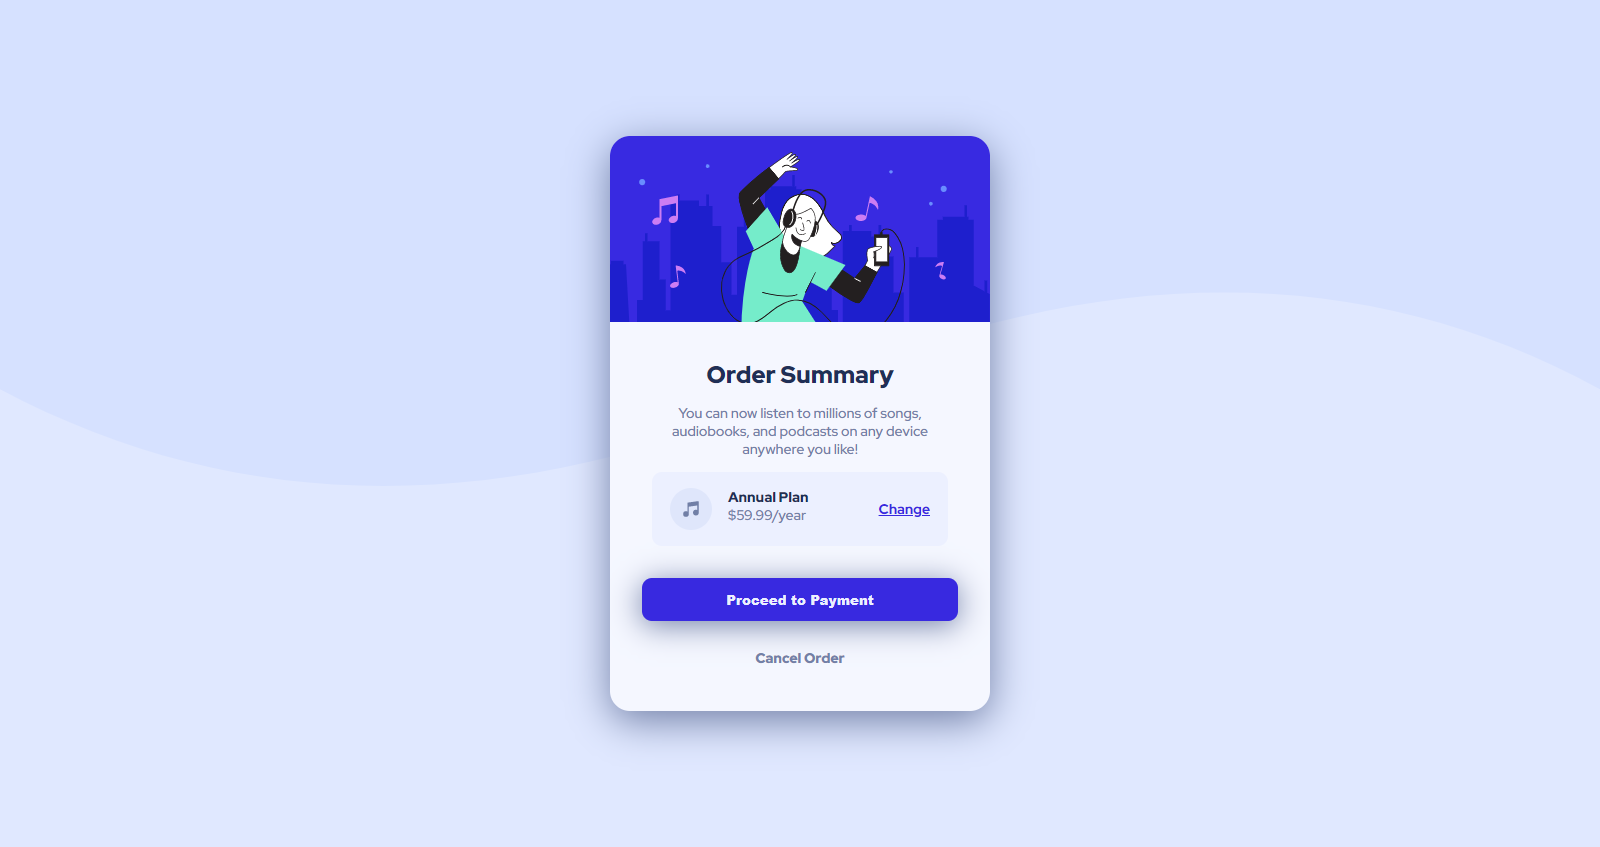 Order Summary
You can now listen to millions of songs,
audiobooks, and podcasts on any device
anywhere you like!
Annual Plan
$59.99/year
Change
Proceed to Payment
Cancel Order